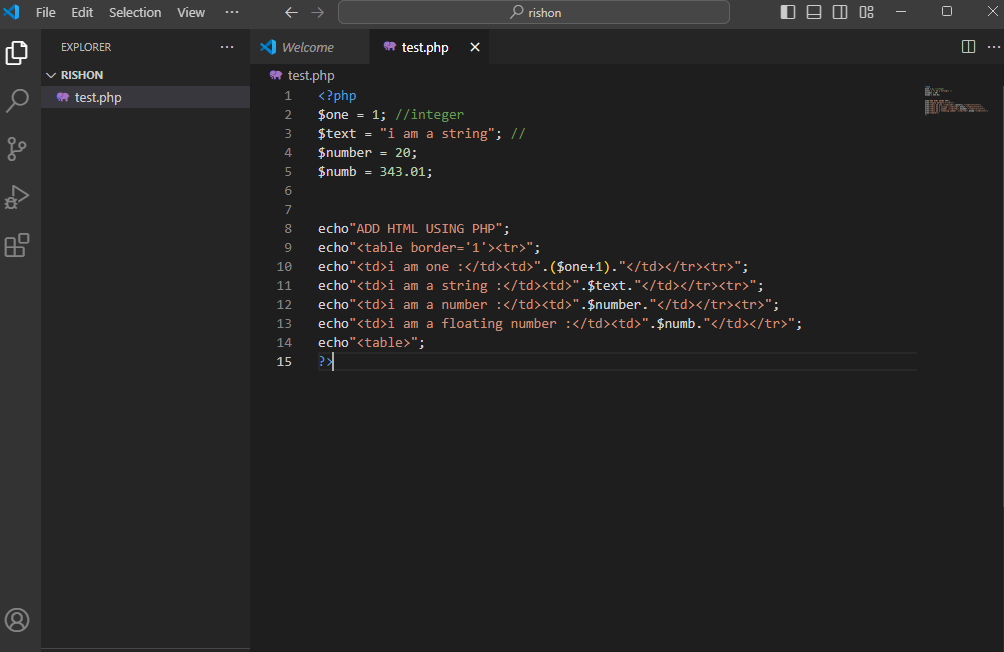 File Edit Selection View ··· rishon
EXPLORER ···
RISHON
test.php
Welcome test.php
test.php
1 <?php
2 $one = 1; //integer
3 $text = "i am a string"; //
4 $number = 20;
5 $numb = 343.01;
6
7
8 echo"ADD HTML USING PHP";
9 echo"<table border='1'><tr>";
10 echo"<td>i am one :</td><td>".($one+1)."</td></tr><tr>";
11 echo"<td>i am a string :</td><td>".$text."</td></tr><tr>";
12 echo"<td>i am a number :</td><td>".$number."</td></tr><tr>";
13 echo"<td>i am a floating number :</td><td>".$numb."</td></tr>";
14 echo"<table>";
15 ?>